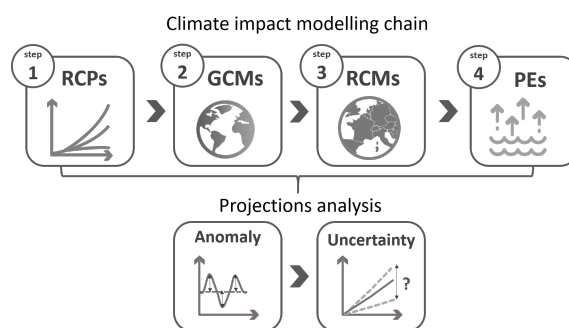 Climate impact modelling chain
step
1
RCPs
step
2
GCMs
step
3
RCMs
step
4
PEs
Projections analysis
Anomaly
Uncertainty
?